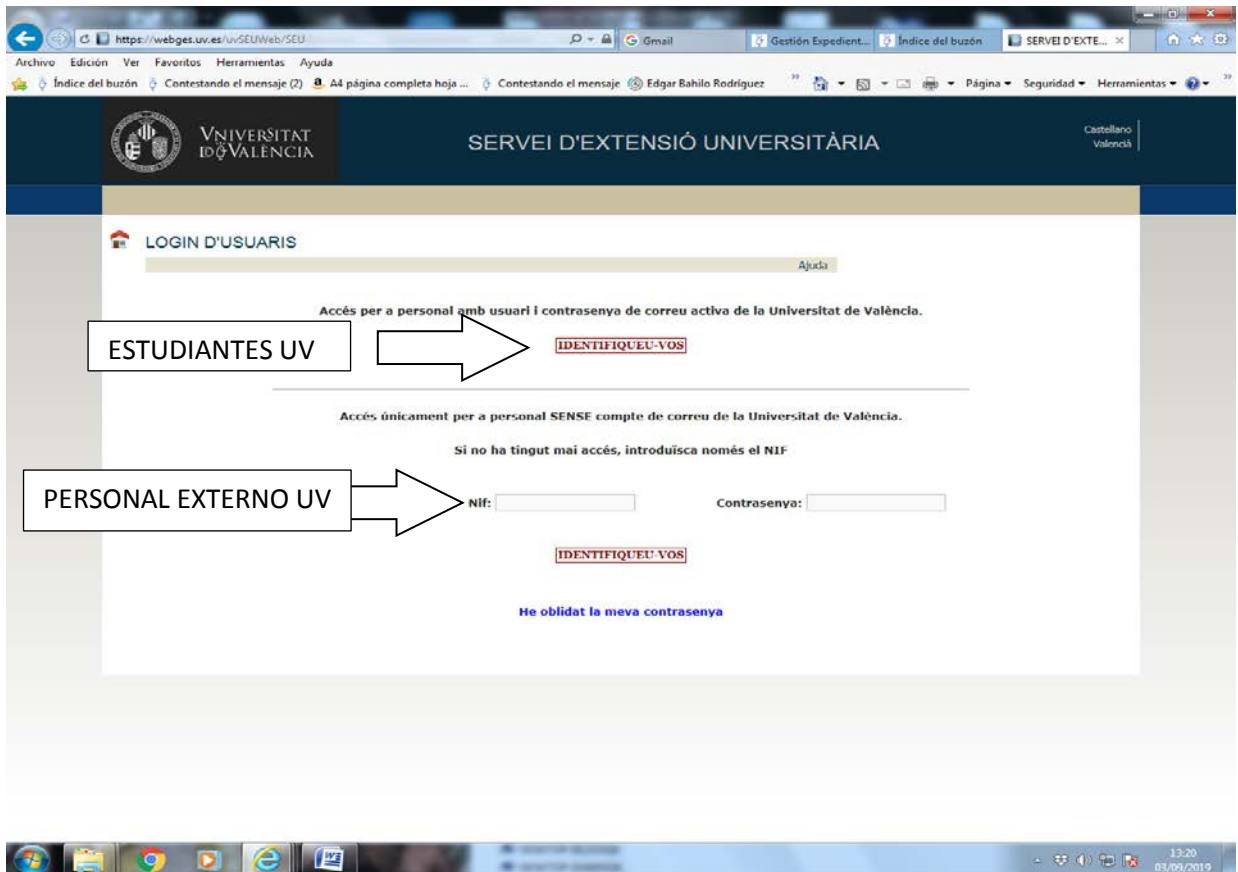 https://webges.uv.es/uvSEUWeb/SEU
Gmail
Gestión Expedient...
Índice del buzón
SERVEI D'EXTE...
Archivo Edición Ver Favoritos Herramientas Ayuda
Índice del buzón Contestando el mensaje (2) A4 página completa hoja ... Contestando el mensaje Edgar Bahilo Rodríguez » Página Seguridad Herramientas »
VNIVERSITAT
ID VALÈNCIA
SERVEI D'EXTENSIÓ UNIVERSITÀRIA
Castellano
Valencià
LOGIN D'USUARIS
Ajuda
Accés per a personal amb usuari i contrasenya de correu activa de la Universitat de València.
ESTUDIANTES UV
IDENTIFIQUEU-VOS
Accés únicament per a personal SENSE compte de correu de la Universitat de València.
Si no ha tingut mai accés, introduïsca només el NIF
PERSONAL EXTERNO UV
Nif: Contrasenya:
IDENTIFIQUEU-VOS
He oblidat la meva contrasenya
13:20
03/09/2019